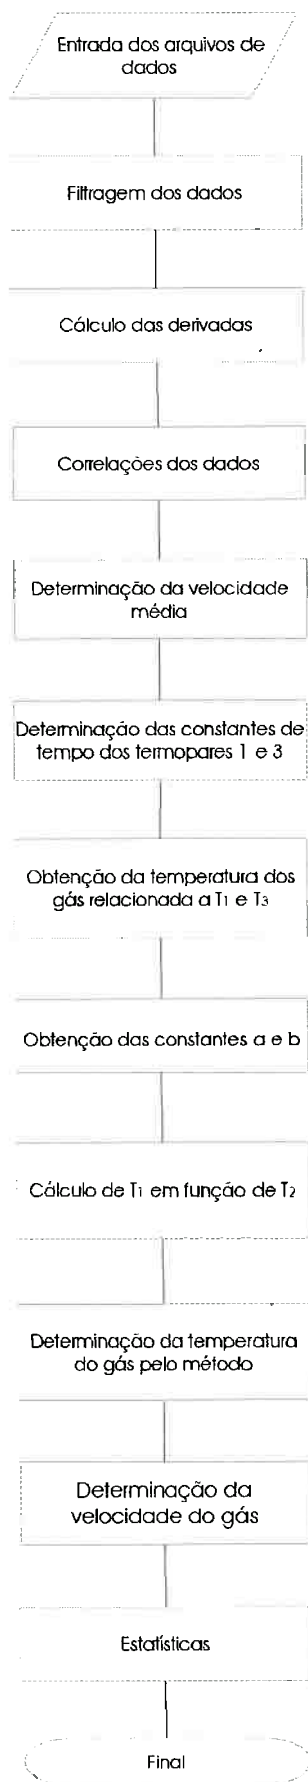 Entrada dos arquivos de
dados
Filtragem dos dados
Cálculo das derivadas
Correlações dos dados
Determinação da velocidade
média
Determinação das constantes de
tempo dos termopares 1 e 3
Obtenção da temperatura dos
gás relacionada a T1 e T3
Obtenção das constantes a e b
Cálculo de T1 em função de T2
Determinação da temperatura
do gás pelo método
Determinação da
velocidade do gás
Estatísticas
Final